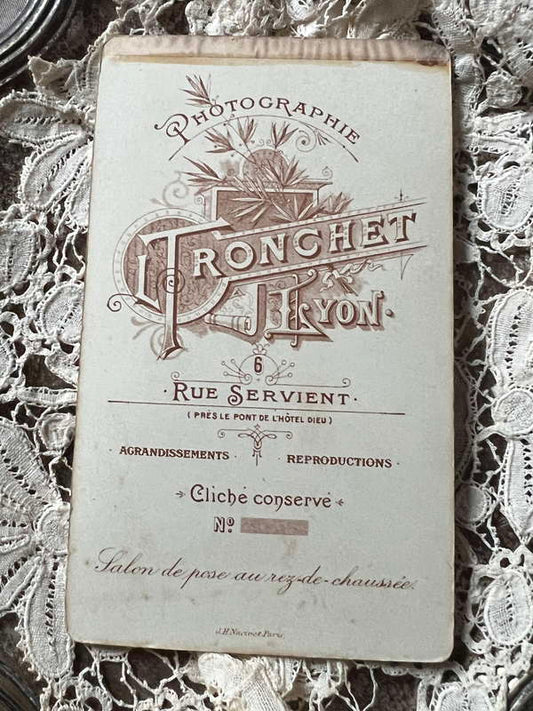 PHOTOGRAPHIE
L. TRONCHET
LYON.
6
· RUE SERVIENT ·
( PRÈS LE PONT DE L'HÔTEL DIEU )
AGRANDISSEMENTS · REPRODUCTIONS ·
Cliché conservé
No.
Salon de pose au rez-de-chaussée.
J.H. Paris.